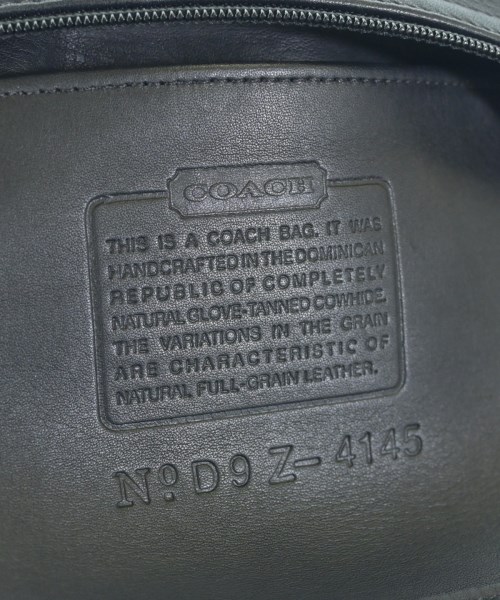 COACH
THIS IS A COACH BAG. IT WAS
HANDCRAFTED IN THE DOMINICAN
REPUBLIC OF COMPLETELY
NATURAL GLOVE-TANNED COWHIDE.
THE VARIATIONS IN THE GRAIN
ARE CHARACTERISTIC OF
NATURAL, FULL-GRAIN LEATHER.
Nº D9Z-4145